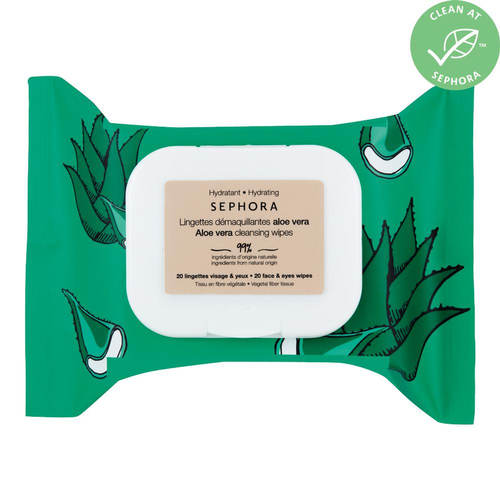 CLEAN AT
SEPHORA
TM
Hydratant • Hydrating
SEPHORA
Lingettes démaquillantes aloe vera
Aloe vera cleansing wipes
99%
ingrédients d'origine naturelle
ingredients from natural origin
20 lingettes visage & yeux • 20 face & eyes wipes
Tissu en fibre végétale • Vegetal fiber tissue